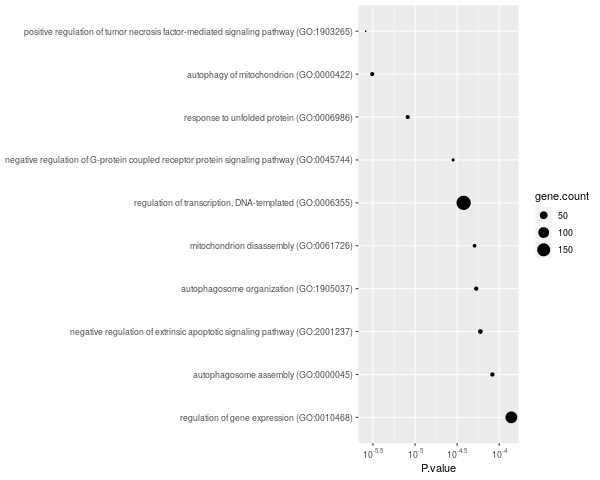 positive regulation of tumor necrosis factor-mediated signaling pathway (GO:1903265)
autophagy of mitochondrion (GO:0000422)
response to unfolded protein (GO:0006986)
negative regulation of G-protein coupled receptor protein signaling pathway (GO:0045744)
regulation of transcription, DNA-templated (GO:0006355)
mitochondrion disassembly (GO:0061726)
autophagosome organization (GO:1905037)
negative regulation of extrinsic apoptotic signaling pathway (GO:2001237)
autophagosome assembly (GO:0000045)
regulation of gene expression (GO:0010468)
10^-5.5 10^-5 10^-4.5 10^-4
P.value
gene.count
50
100
150